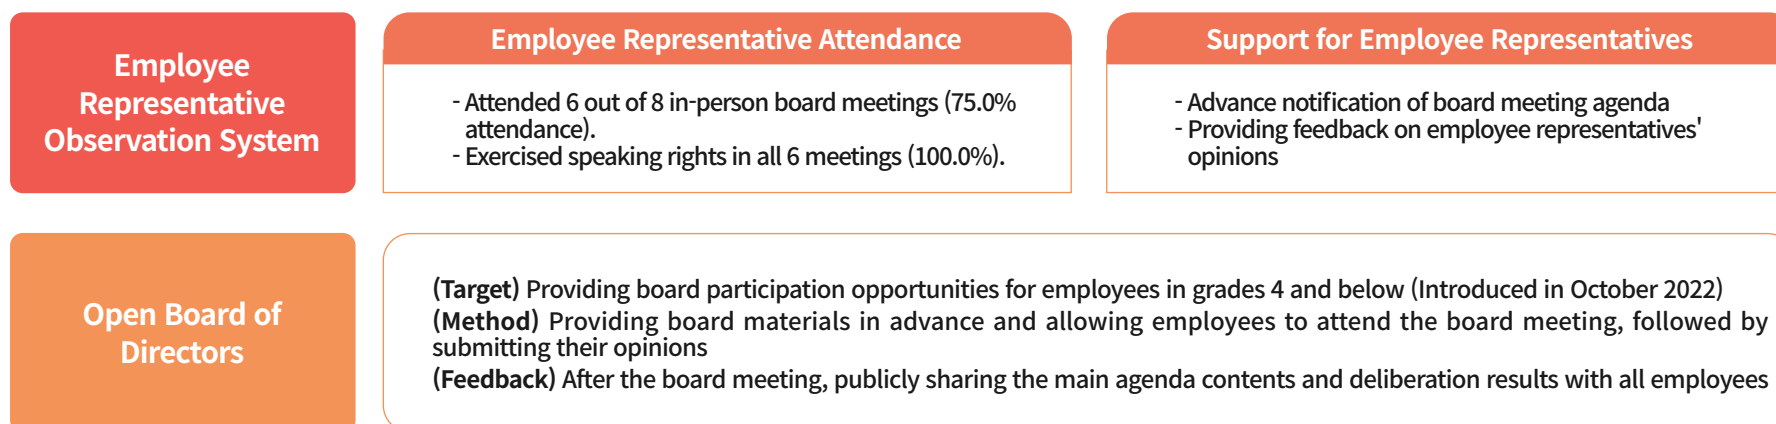 Employee
Representative
Observation System
Employee Representative Attendance
- Attended 6 out of 8 in-person board meetings (75.0%
attendance).
- Exercised speaking rights in all 6 meetings (100.0%).
Support for Employee Representatives
- Advance notification of board meeting agenda
- Providing feedback on employee representatives'
opinions
Open Board of
Directors
(Target) Providing board participation opportunities for employees in grades 4 and below (Introduced in October 2022)
(Method) Providing board materials in advance and allowing employees to attend the board meeting, followed by
submitting their opinions
(Feedback) After the board meeting, publicly sharing the main agenda contents and deliberation results with all employees